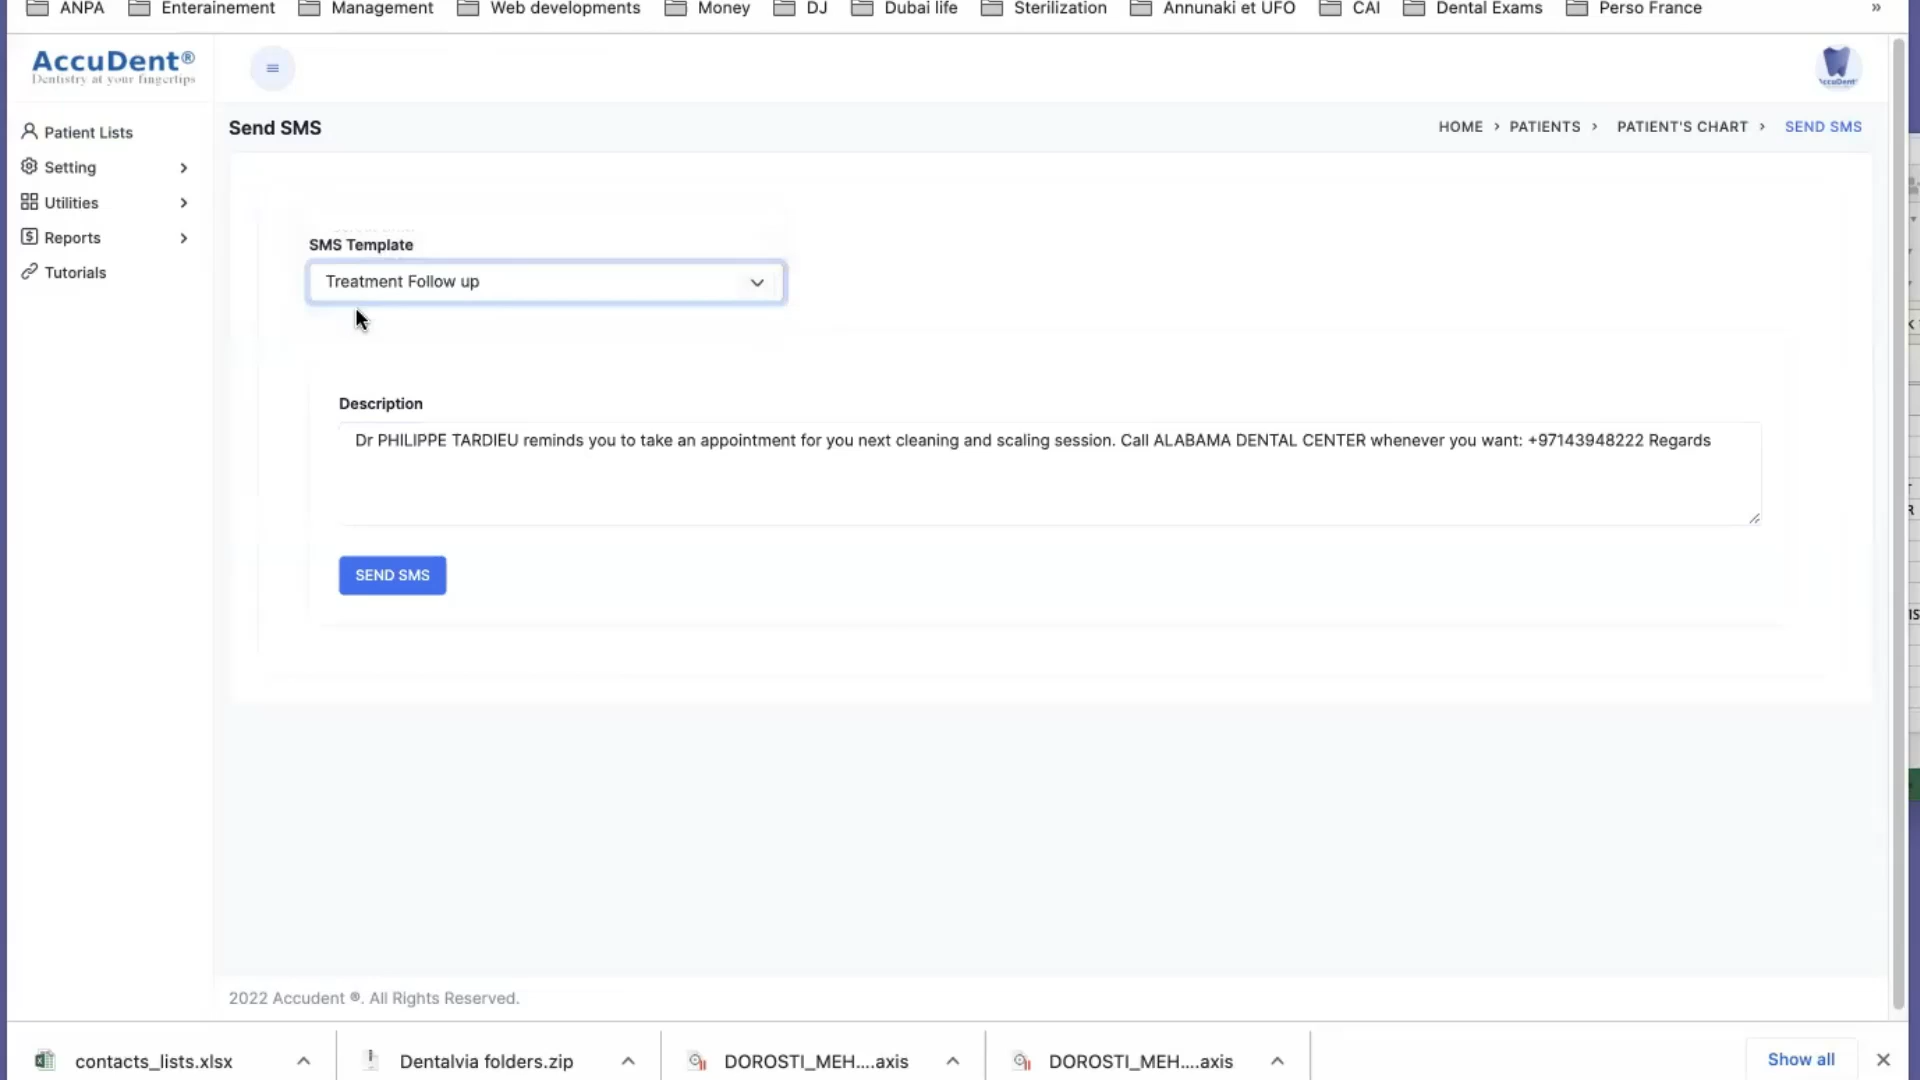 ANPA Enterainement Management Web developments Money DJ Dubai life Sterilization Annunaki et UFO CAI Dental Exams Perso France »
AccuDent®
Dentistry at your fingertips
AccuDent
Patient Lists
Setting
Utilities
Reports
Tutorials
Send SMS
HOME > PATIENTS > PATIENT'S CHART > SEND SMS
SMS Template
Treatment Follow up
Description
Dr PHILIPPE TARDIEU reminds you to take an appointment for you next cleaning and scaling session. Call ALABAMA DENTAL CENTER whenever you want: +97143948222 Regards
SEND SMS
2022 Accudent ®. All Rights Reserved.
contacts_lists.xlsx Dentalvia folders.zip DOROSTI_MEH....axis DOROSTI_MEH....axis Show all